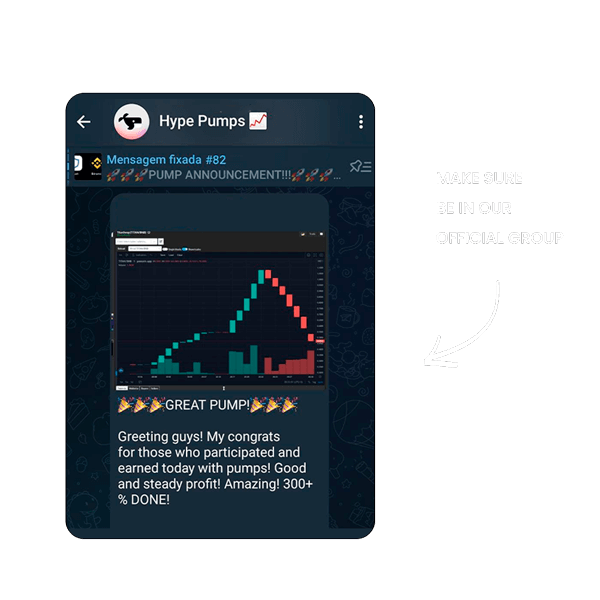 Hype Pumps 📈
Mensagem fixada #82
🚀🚀🚀PUMP ANNOUNCEMENT!!!🚀🚀🚀...
MAKE SURE
BE IN OUR
OFFICIAL GROUP
🎉🎉🎉GREAT PUMP!🎉🎉🎉
Greeting guys! My congrats
for those who participated and
earned today with pumps! Good
and steady profit! Amazing! 300+
% DONE!